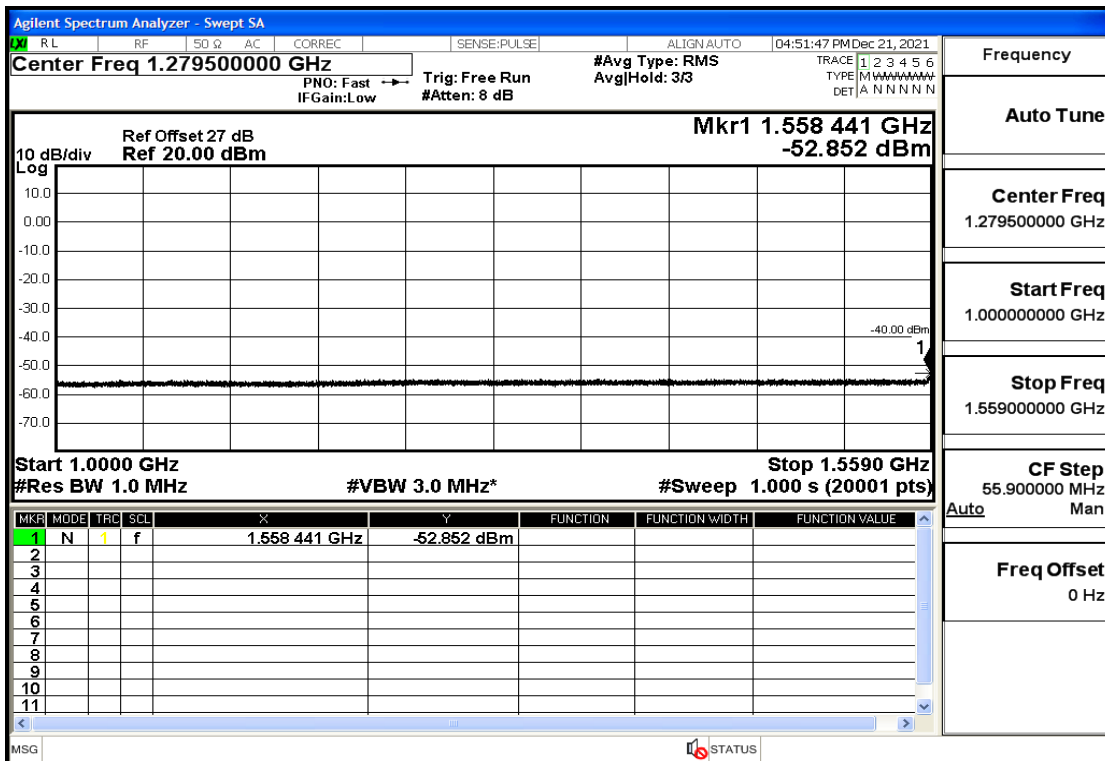 Agilent Spectrum Analyzer - Swept SA
LXI RL RF 50 Ω AC CORREC SENSE:PULSE ALIGN AUTO 04:51:47 PM Dec 21, 2021
Center Freq 1.279500000 GHz
PNO: Fast
IFGain:Low
Trig: Free Run
#Atten: 8 dB
#Avg Type: RMS
Avg|Hold: 3/3
TRACE 1 2 3 4 5 6
TYPE M W W W W W
DET A N N N N N
Ref Offset 27 dB
10 dB/div Ref 20.00 dBm
Log
Mkr1 1.558 441 GHz
-52.852 dBm
10.0
0.00
-10.0
-20.0
-30.0
-40.0
-50.0
-60.0
-70.0
-40.00 dBm
1
Start 1.0000 GHz Stop 1.5590 GHz
#Res BW 1.0 MHz #VBW 3.0 MHz* #Sweep 1.000 s (20001 pts)
MKR MODE TRC SCL X Y FUNCTION FUNCTION WIDTH FUNCTION VALUE
1 N 1 f 1.558 441 GHz -52.852 dBm
2
3
4
5
6
7
8
9
10
11
MSG STATUS
Frequency
Auto Tune
Center Freq
1.279500000 GHz
Start Freq
1.000000000 GHz
Stop Freq
1.559000000 GHz
CF Step
55.900000 MHz
Auto Man
Freq Offset
0 Hz